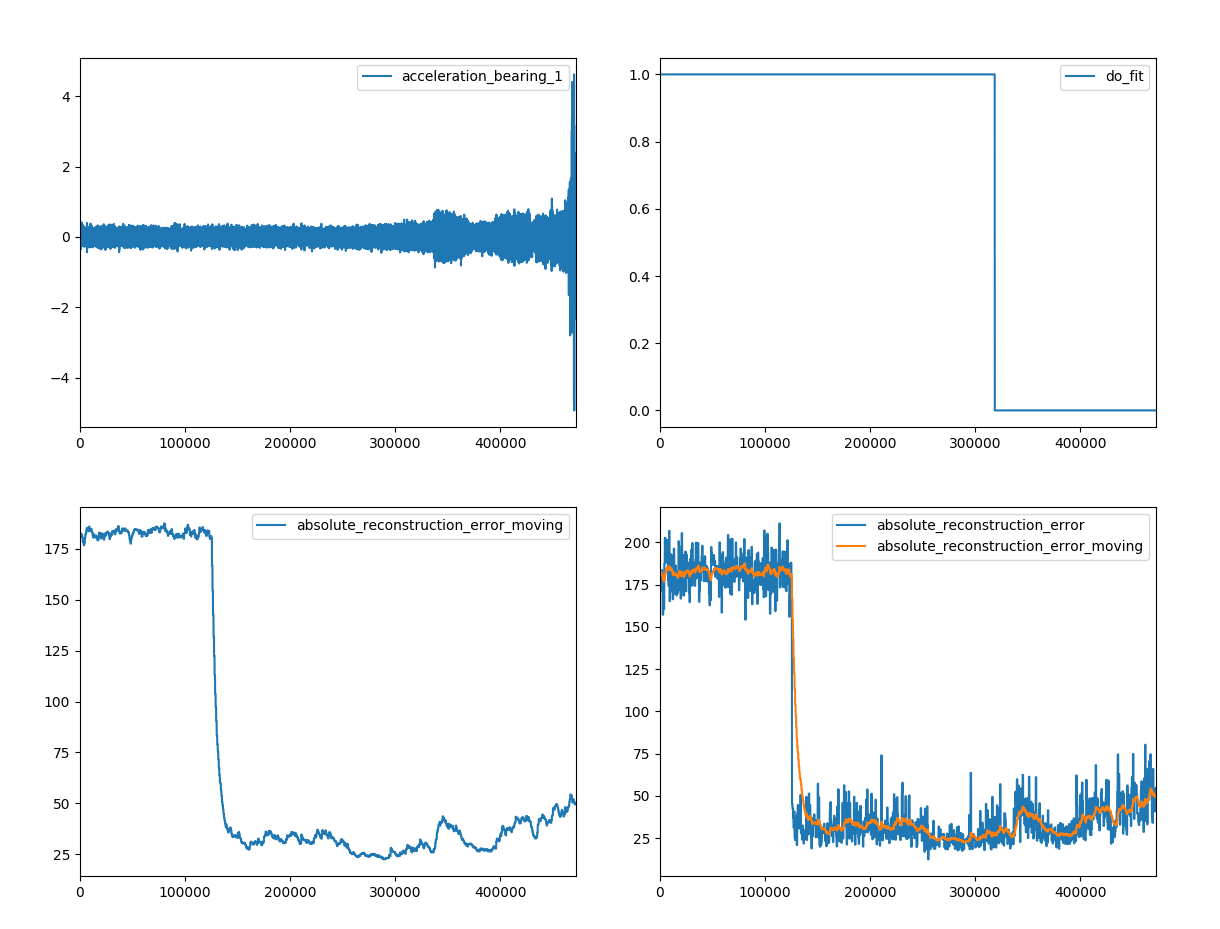 acceleration_bearing_1
4
2
0
−2
−4
0 100000 200000 300000 400000
do_fit
1.0
0.8
0.6
0.4
0.2
0.0
0 100000 200000 300000 400000
absolute_reconstruction_error_moving
175
150
125
100
75
50
25
0 100000 200000 300000 400000
absolute_reconstruction_error
absolute_reconstruction_error_moving
200
175
150
125
100
75
50
25
0 100000 200000 300000 400000